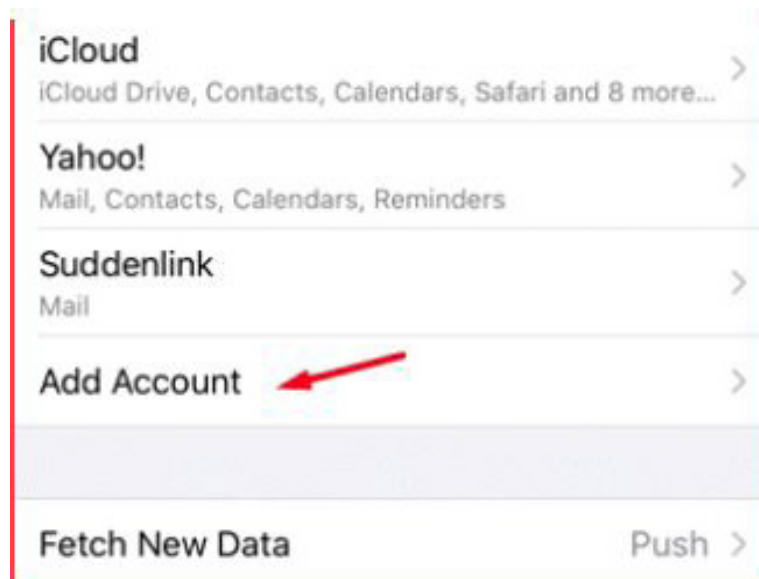 iCloud
iCloud Drive, Contacts, Calendars, Safari and 8 more...
Yahoo!
Mail, Contacts, Calendars, Reminders
Suddenlink
Mail
Add Account
Fetch New Data Push